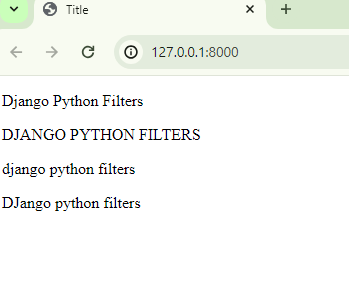 Title
127.0.0.1:8000
Django Python Filters
DJANGO PYTHON FILTERS
django python filters
DJango python filters